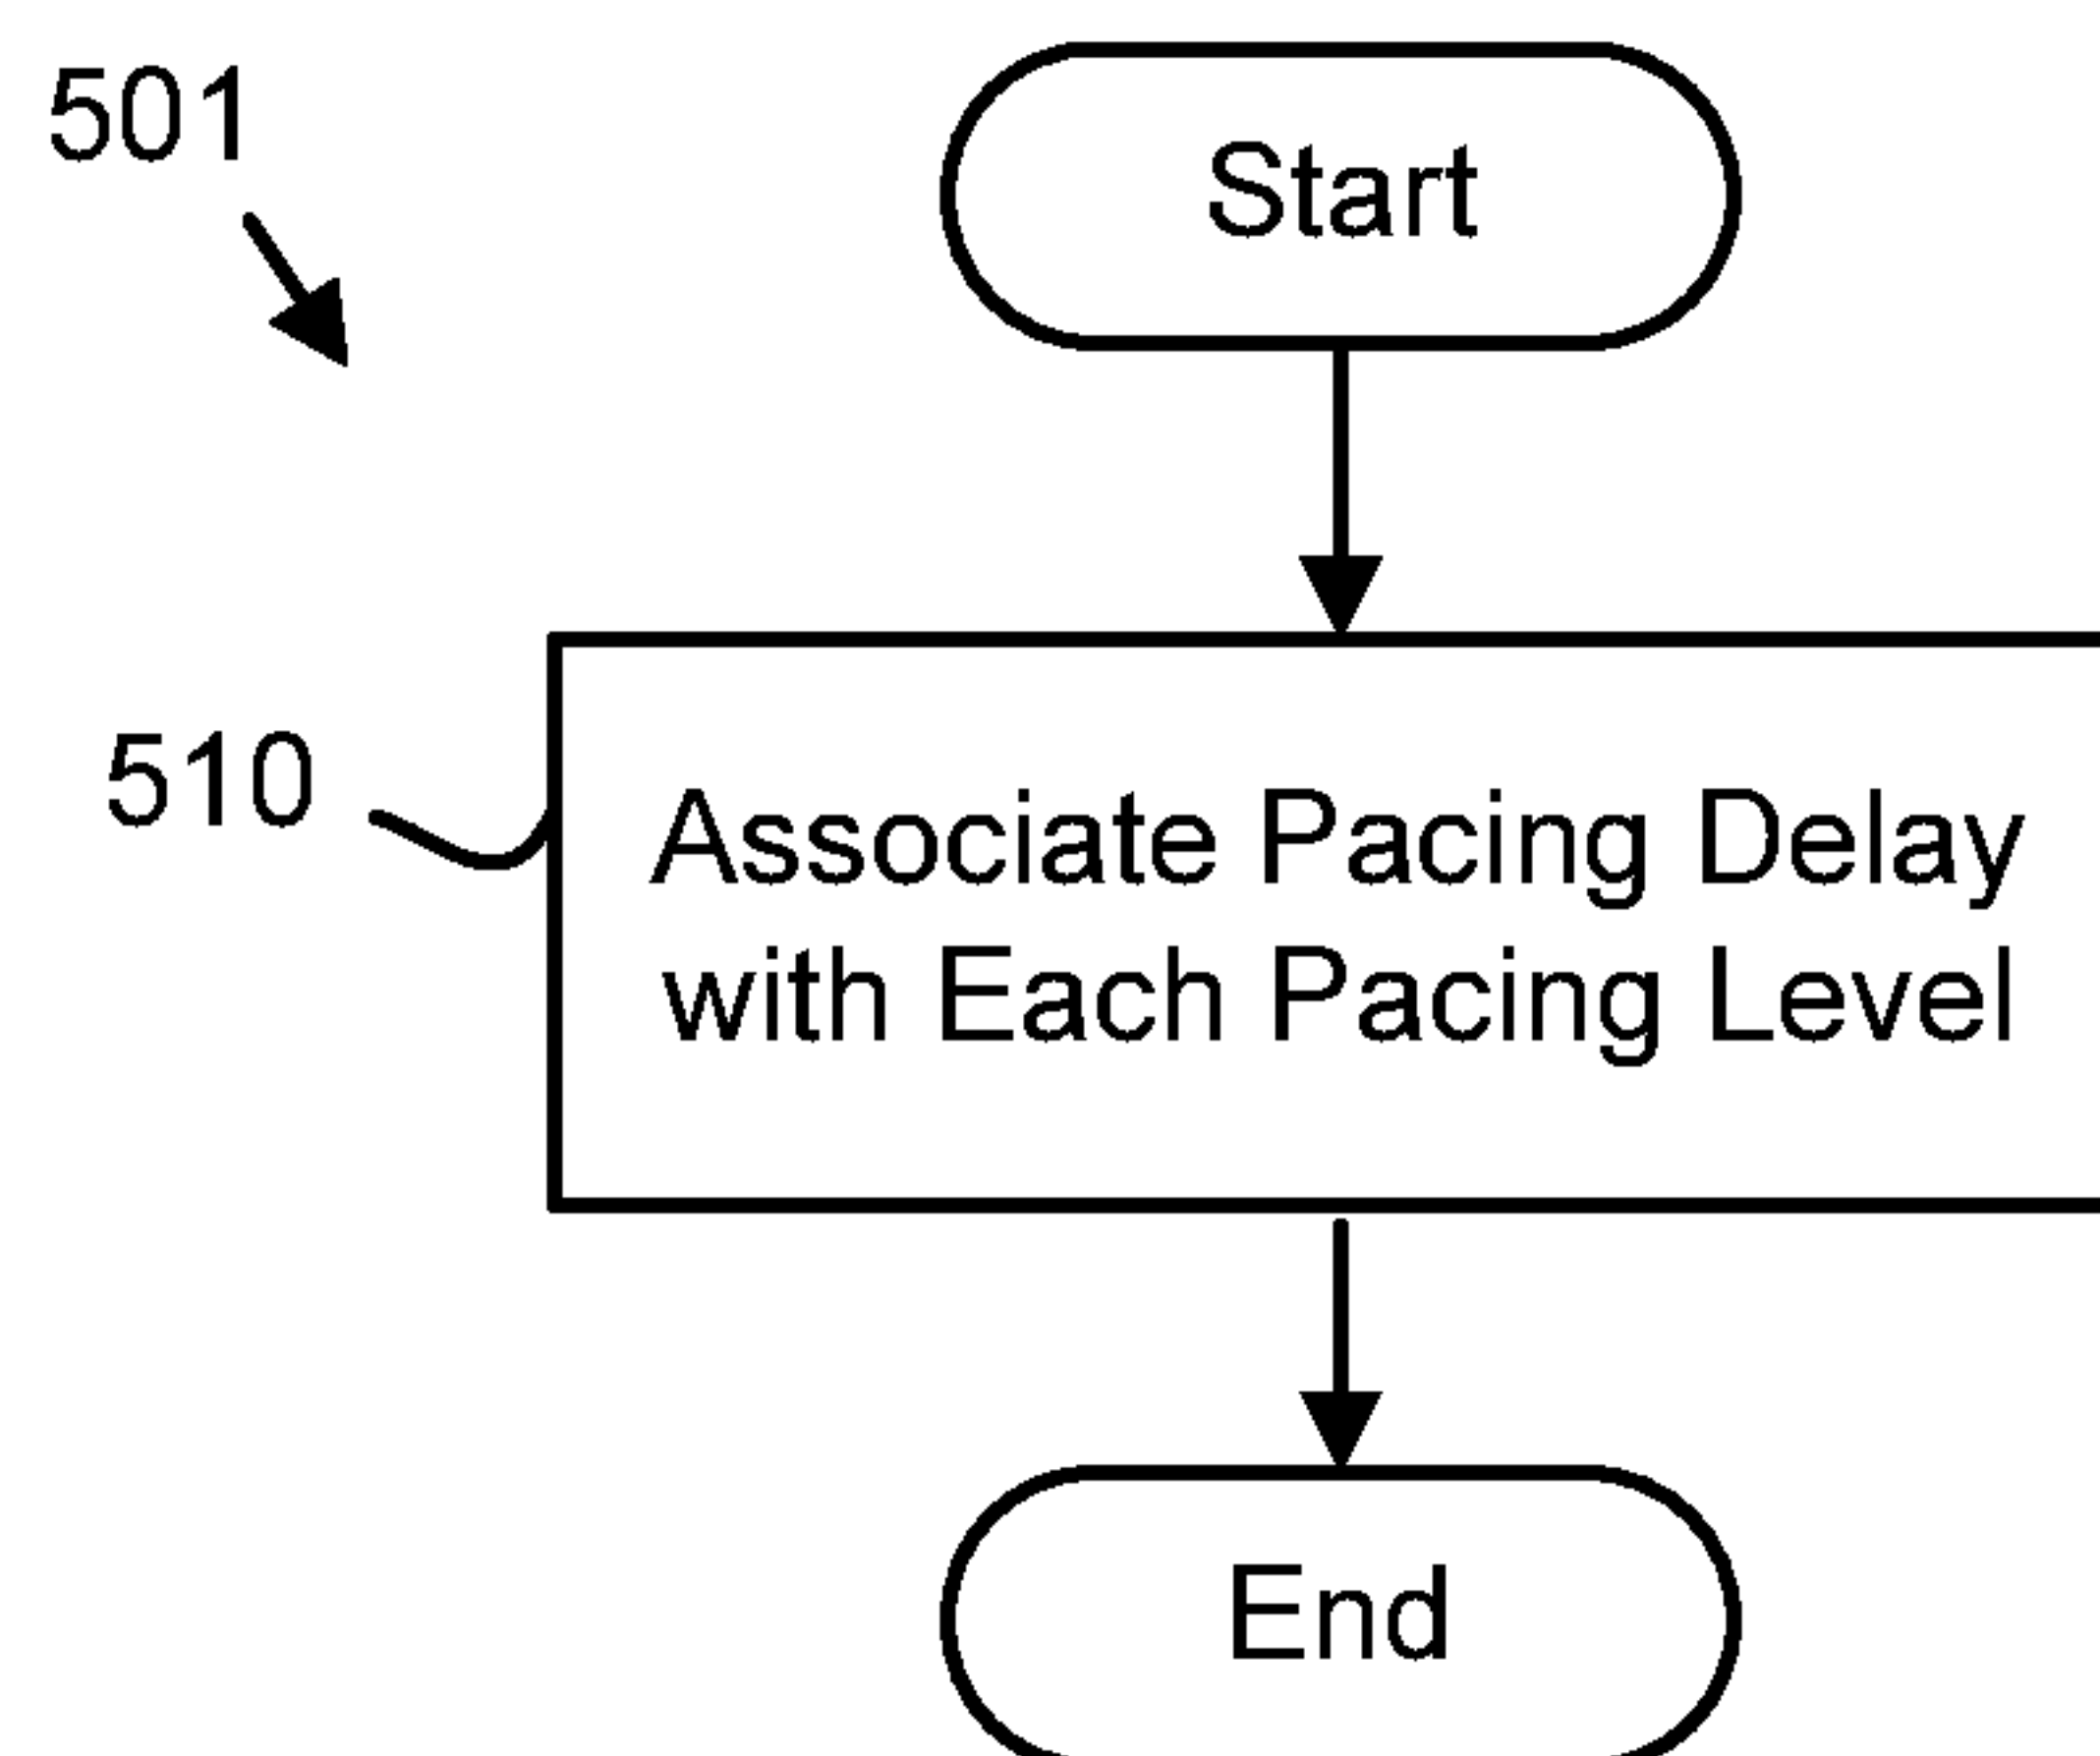 501
Start
510
Associate Pacing Delay
with Each Pacing Level
End